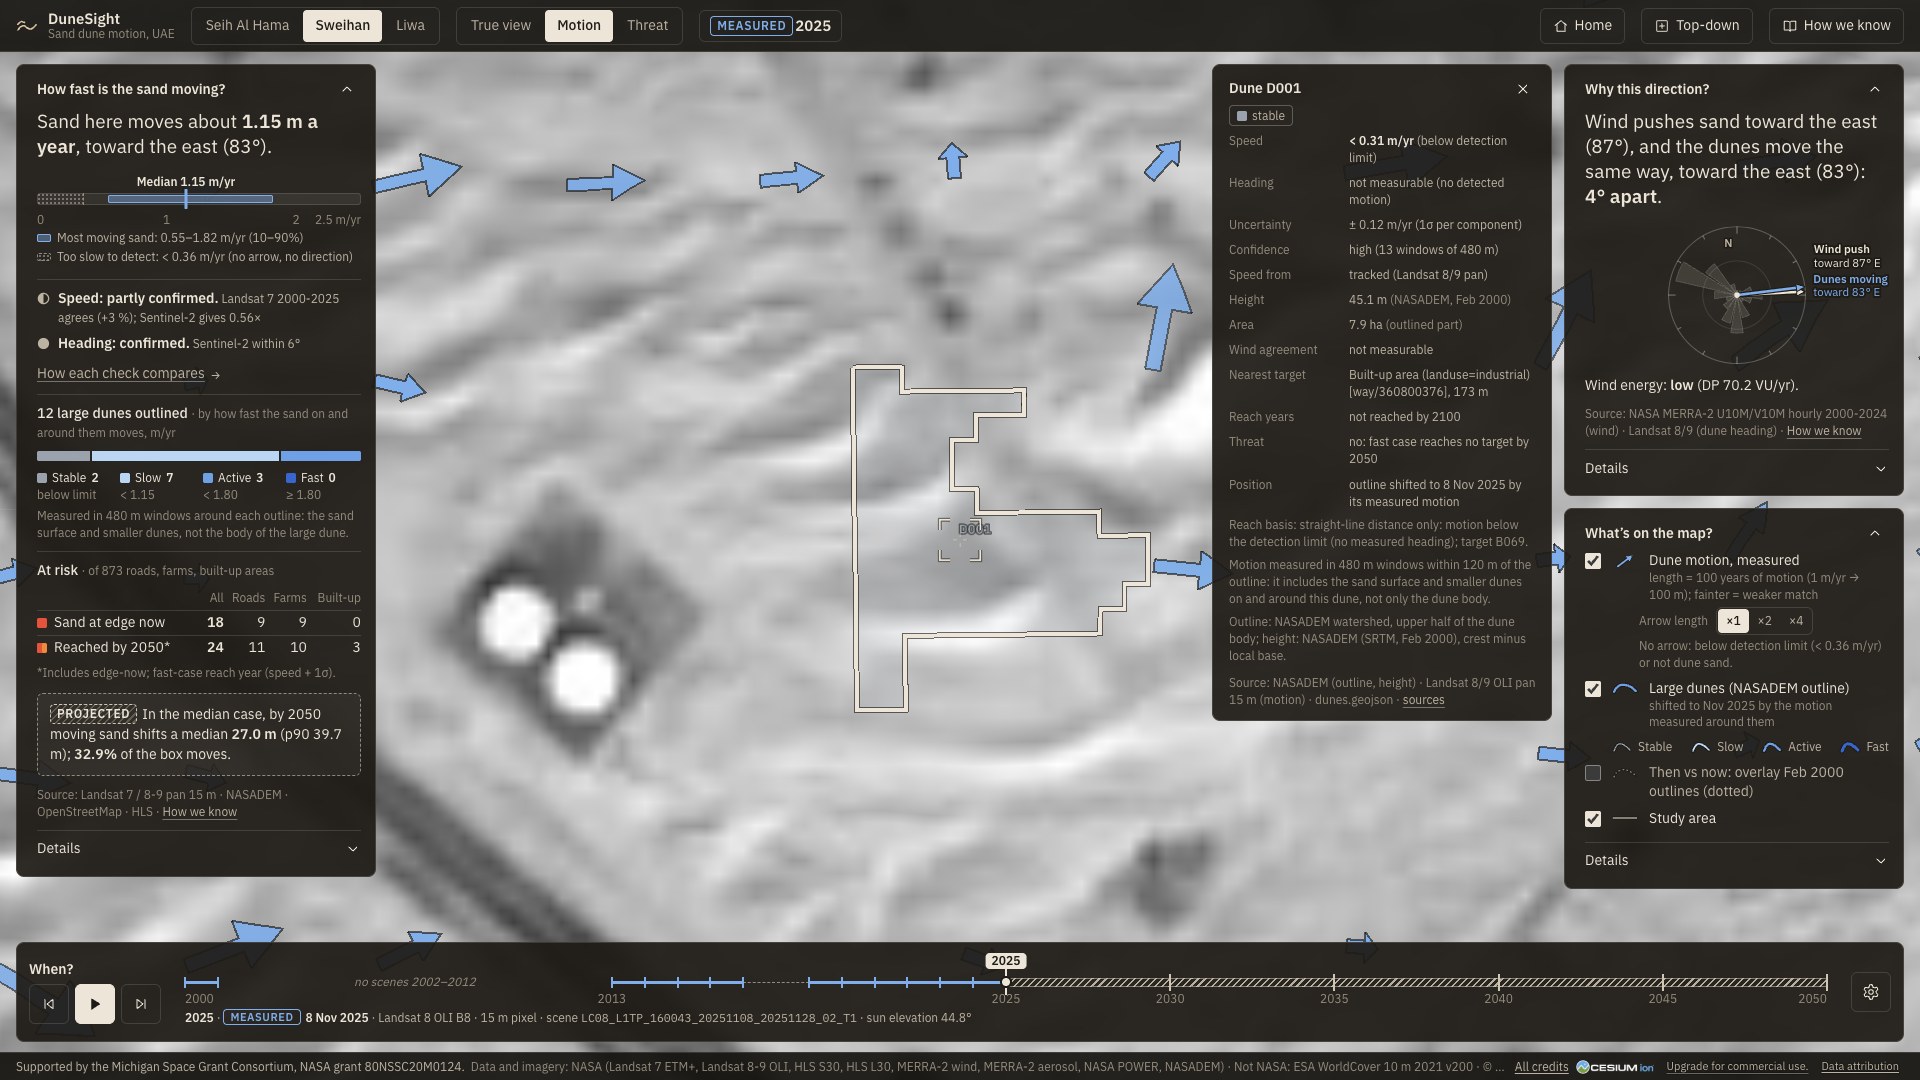 DuneSight
Sand dune motion, UAE
Seih Al Hama
Sweihan
Liwa
True view
Motion
Threat
MEASURED 2025
Home
Top-down
How we know
How fast is the sand moving?
Sand here moves about 1.15 m a
year, toward the east (83°).
Median 1.15 m/yr
0 1 2 2.5 m/yr
Most moving sand: 0.55–1.82 m/yr (10–90%)
Too slow to detect: < 0.36 m/yr (no arrow, no direction)
Speed: partly confirmed. Landsat 7 2000-2025
agrees (+3 %); Sentinel-2 gives 0.56×
Heading: confirmed. Sentinel-2 within 6°
How each check compares →
12 large dunes outlined · by how fast the sand on and
around them moves, m/yr
Stable 2 Slow 7 Active 3 Fast 0
below limit < 1.15 < 1.80 ≥ 1.80
Measured in 480 m windows around each outline: the sand
surface and smaller dunes, not the body of the large dune.
At risk · of 873 roads, farms, built-up areas
All Roads Farms Built-up
Sand at edge now 18 9 9 0
Reached by 2050* 24 11 10 3
*Includes edge-now; fast-case reach year (speed + 1σ).
PROJECTED In the median case, by 2050
moving sand shifts a median 27.0 m (p90 39.7
m); 32.9% of the box moves.
Source: Landsat 7 / 8-9 pan 15 m · NASADEM ·
OpenStreetMap · HLS · How we know
Details
D001
Dune D001
stable
Speed < 0.31 m/yr (below detection
limit)
Heading not measurable (no detected
motion)
Uncertainty ± 0.12 m/yr (1σ per component)
Confidence high (13 windows of 480 m)
Speed from tracked (Landsat 8/9 pan)
Height 45.1 m (NASADEM, Feb 2000)
Area 7.9 ha (outlined part)
Wind agreement not measurable
Nearest target Built-up area (landuse=industrial)
[way/360800376], 173 m
Reach years not reached by 2100
Threat no: fast case reaches no target by
2050
Position outline shifted to 8 Nov 2025 by
its measured motion
Reach basis: straight-line distance only: motion below
the detection limit (no measured heading); target B069.
Motion measured in 480 m windows within 120 m of the
outline: it includes the sand surface and smaller dunes
on and around this dune, not only the dune body.
Outline: NASADEM watershed, upper half of the dune
body; height: NASADEM (SRTM, Feb 2000), crest minus
local base.
Source: NASADEM (outline, height) · Landsat 8/9 OLI pan
15 m (motion) · dunes.geojson · sources
Why this direction?
Wind pushes sand toward the east
(87°), and the dunes move the
same way, toward the east (83°):
4° apart.
N
Wind push
toward 87° E
Dunes moving
toward 83° E
Wind energy: low (DP 70.2 VU/yr).
Source: NASA MERRA-2 U10M/V10M hourly 2000-2024
(wind) · Landsat 8/9 (dune heading) · How we know
Details
What's on the map?
Dune motion, measured
length = 100 years of motion (1 m/yr →
100 m); fainter = weaker match
Arrow length ×1 ×2 ×4
No arrow: below detection limit (< 0.36 m/yr)
or not dune sand.
Large dunes (NASADEM outline)
shifted to Nov 2025 by the motion
measured around them
Stable Slow Active Fast
Then vs now: overlay Feb 2000
outlines (dotted)
Study area
Details
When?
2025
no scenes 2002–2012
2000 2013 2025 2030 2035 2040 2045 2050
2025 · MEASURED 8 Nov 2025 · Landsat 8 OLI B8 · 15 m pixel · scene LC08_L1TP_160043_20251108_20251128_02_T1 · sun elevation 44.8°
Supported by the Michigan Space Grant Consortium, NASA grant 80NSSC20M0124. Data and imagery: NASA (Landsat 7 ETM+, Landsat 8-9 OLI, HLS S30, HLS L30, MERRA-2 wind, MERRA-2 aerosol, NASA POWER, NASADEM) · Not NASA: ESA WorldCover 10 m 2021 v200 · © ... All credits CESIUM ion Upgrade for commercial use. Data attribution